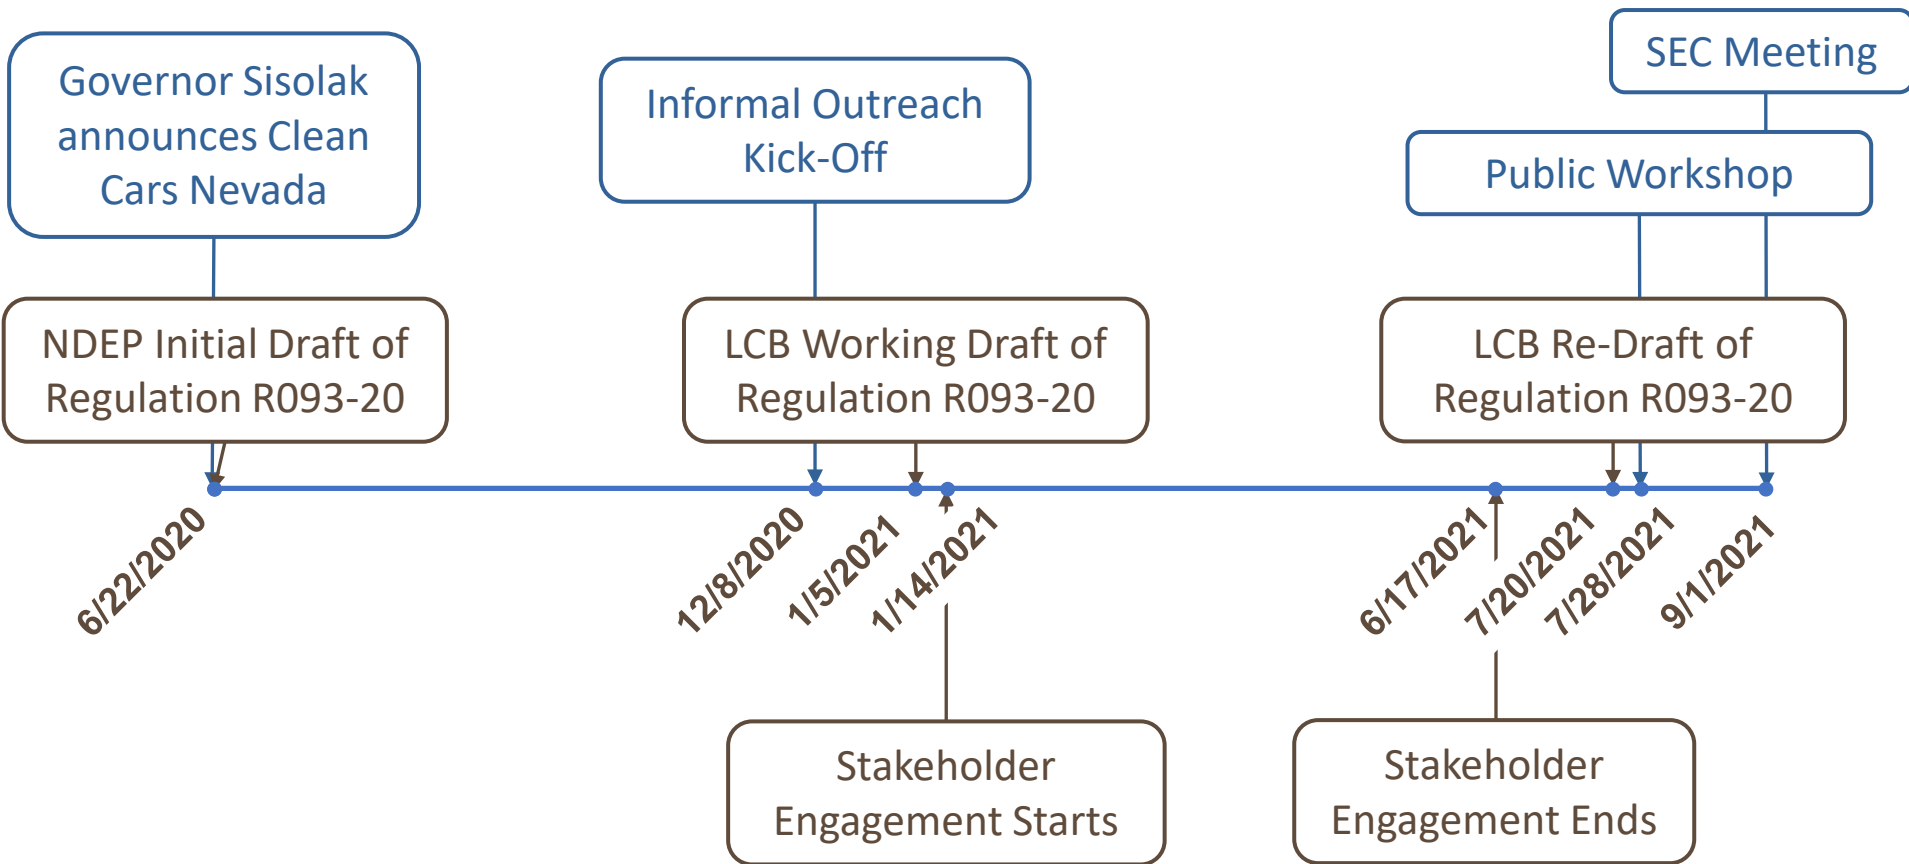 SEC Meeting
Governor Sisolak
announces Clean
Cars Nevada
Informal Outreach
Kick-Off
Public Workshop
NDEP Initial Draft of
Regulation R093-20
LCB Working Draft of
Regulation R093-20
LCB Re-Draft of
Regulation R093-20
6/22/2020
12/8/2020
1/5/2021
1/14/2021
6/17/2021
7/20/2021
7/28/2021
9/1/2021
Stakeholder
Engagement Starts
Stakeholder
Engagement Ends